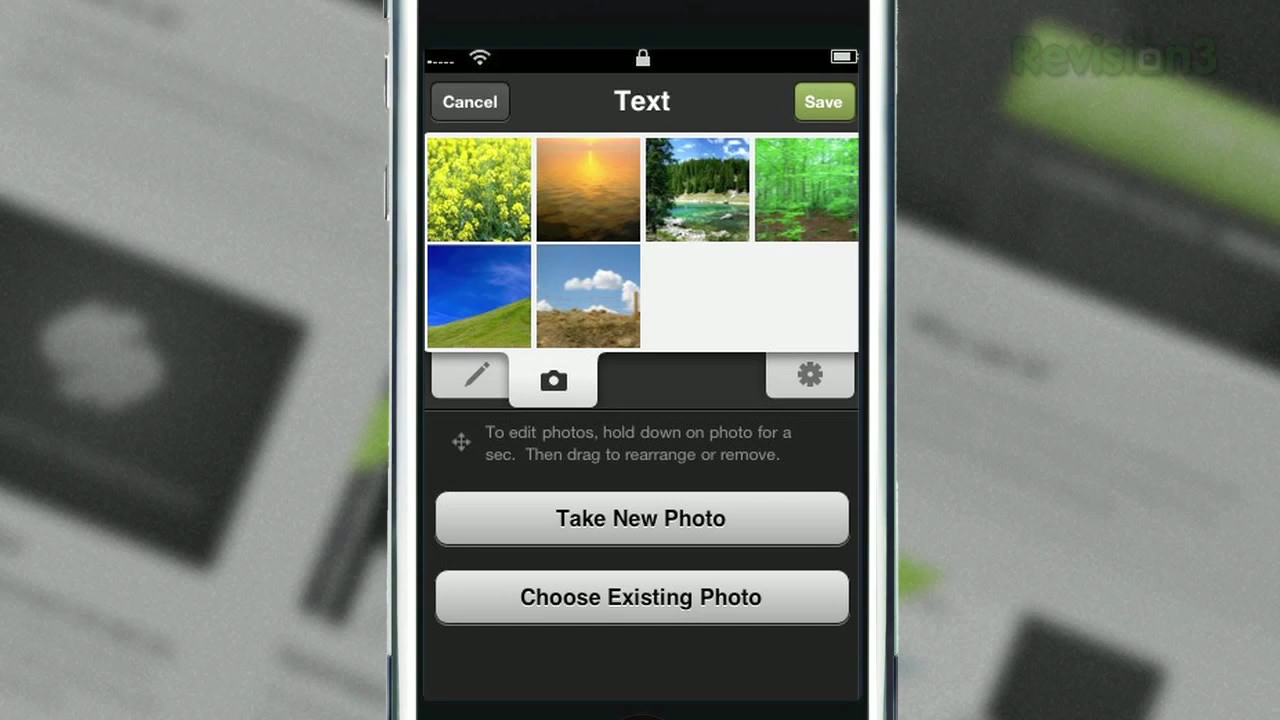 Revision3
Cancel
Text
Save
To edit photos, hold down on photo for a
sec. Then drag to rearrange or remove.
Take New Photo
Choose Existing Photo